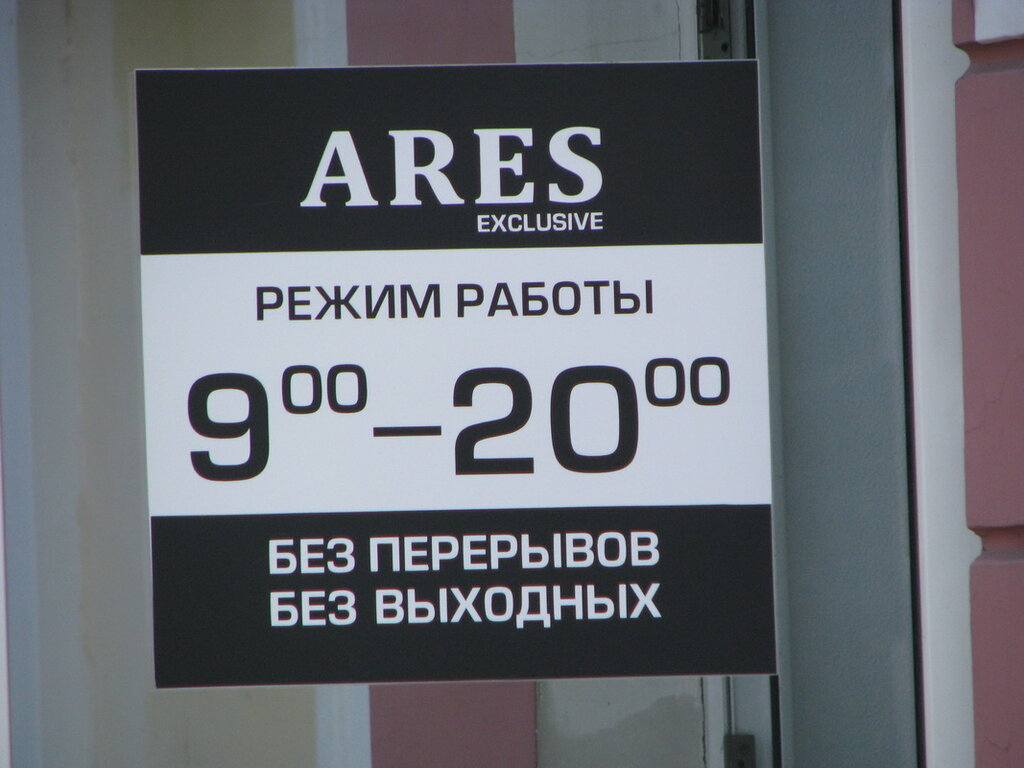 ARES
EXCLUSIVE
РЕЖИМ РАБОТЫ
9⁰⁰–20⁰⁰
БЕЗ ПЕРЕРЫВОВ
БЕЗ ВЫХОДНЫХ